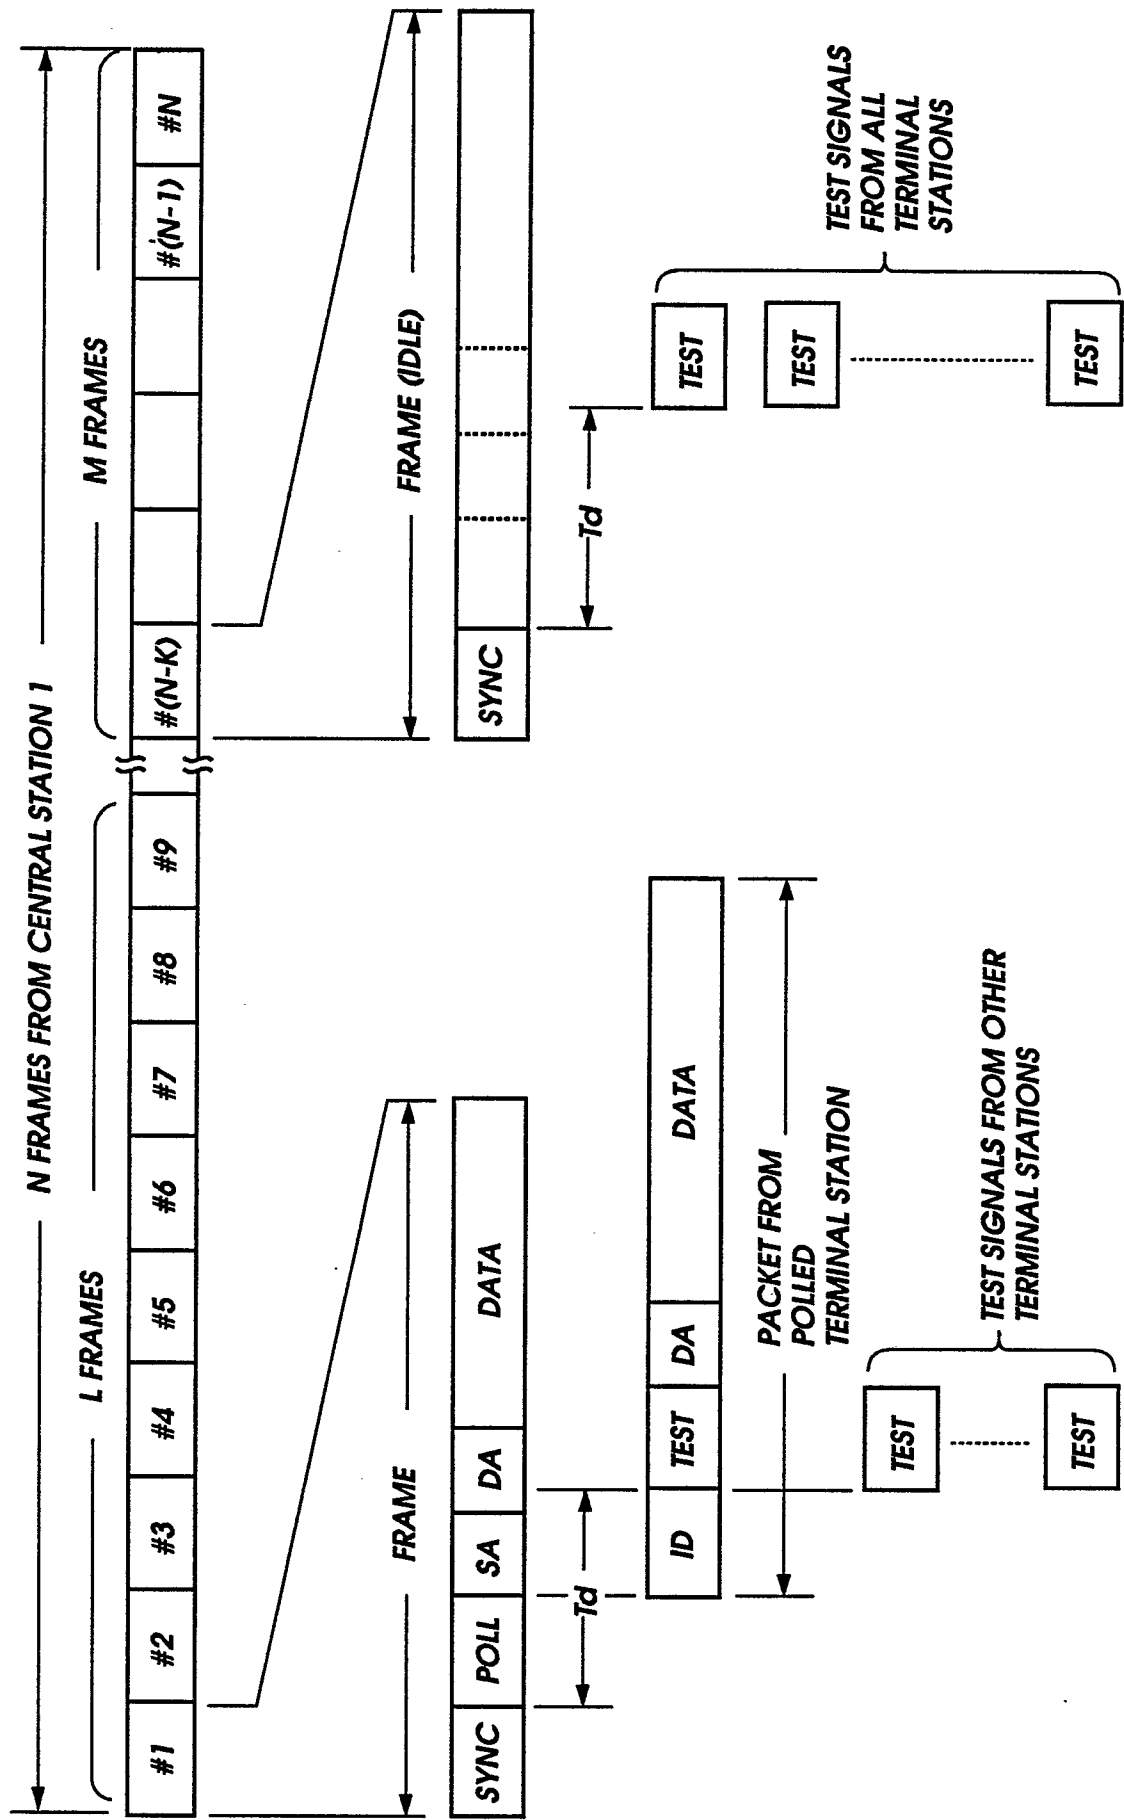 N FRAMES FROM CENTRAL STATION 1
L FRAMES
M FRAMES
#1
#2
#3
#4
#5
#6
#7
#8
#9
#(N-K)
#(N-1)
#N
FRAME
FRAME (IDLE)
SYNC
POLL
SA
DA
DATA
SYNC
Td
Td
ID
TEST
DA
DATA
PACKET FROM
POLLED
TERMINAL STATION
TEST
TEST
TEST SIGNALS FROM OTHER
TERMINAL STATIONS
TEST
TEST
TEST
TEST SIGNALS
FROM ALL
TERMINAL
STATIONS